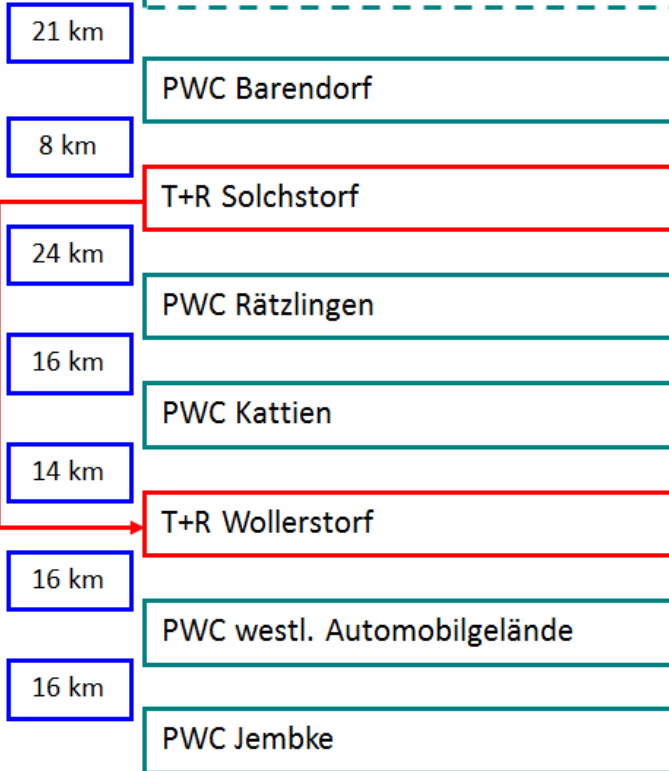 21 km
PWC Barendorf
8 km
T+R Solchstorf
24 km
PWC Rätzlingen
16 km
PWC Kattien
14 km
T+R Wollerstorf
16 km
PWC westl. Automobilgelände
16 km
PWC Jembke